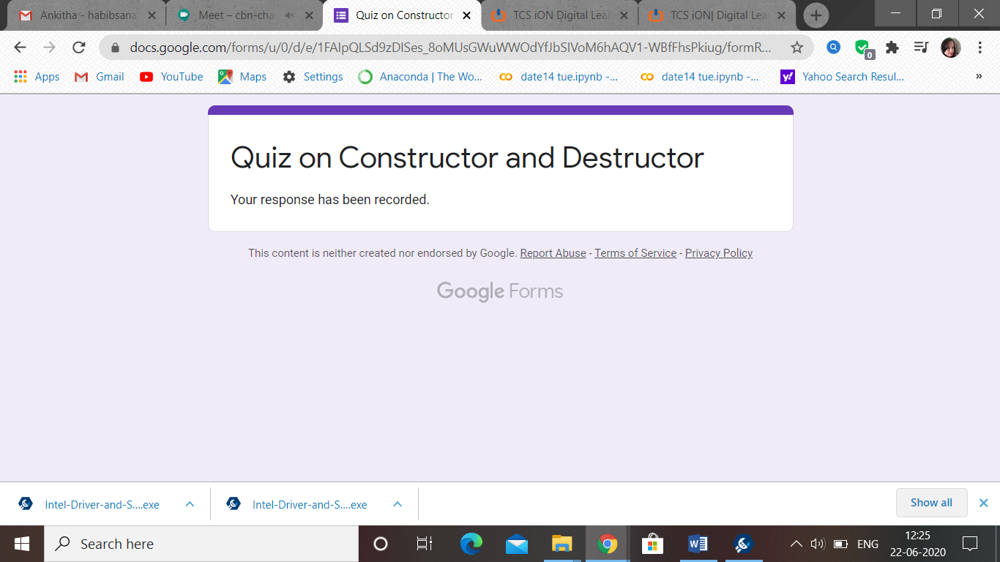 Ankitha - habibsana
Meet – cbn-cha
Quiz on Constructor
TCS iON Digital Lea
TCS iON| Digital Lea
docs.google.com/forms/u/0/d/e/1FAIpQLSd9zDISes_8oMUsGWuWWOdYfJbSIVoM6hAQV1-WBfFhsPkiug/formR...
0
Apps
Gmail
YouTube
Maps
Settings
Anaconda | The Wo...
date14 tue.ipynb -...
date14 tue.ipynb -...
Yahoo Search Resul...
»
Quiz on Constructor and Destructor
Your response has been recorded.
This content is neither created nor endorsed by Google. Report Abuse - Terms of Service - Privacy Policy
Google Forms
Intel-Driver-and-S....exe
Intel-Driver-and-S....exe
Show all
Search here
ENG
12:25
22-06-2020